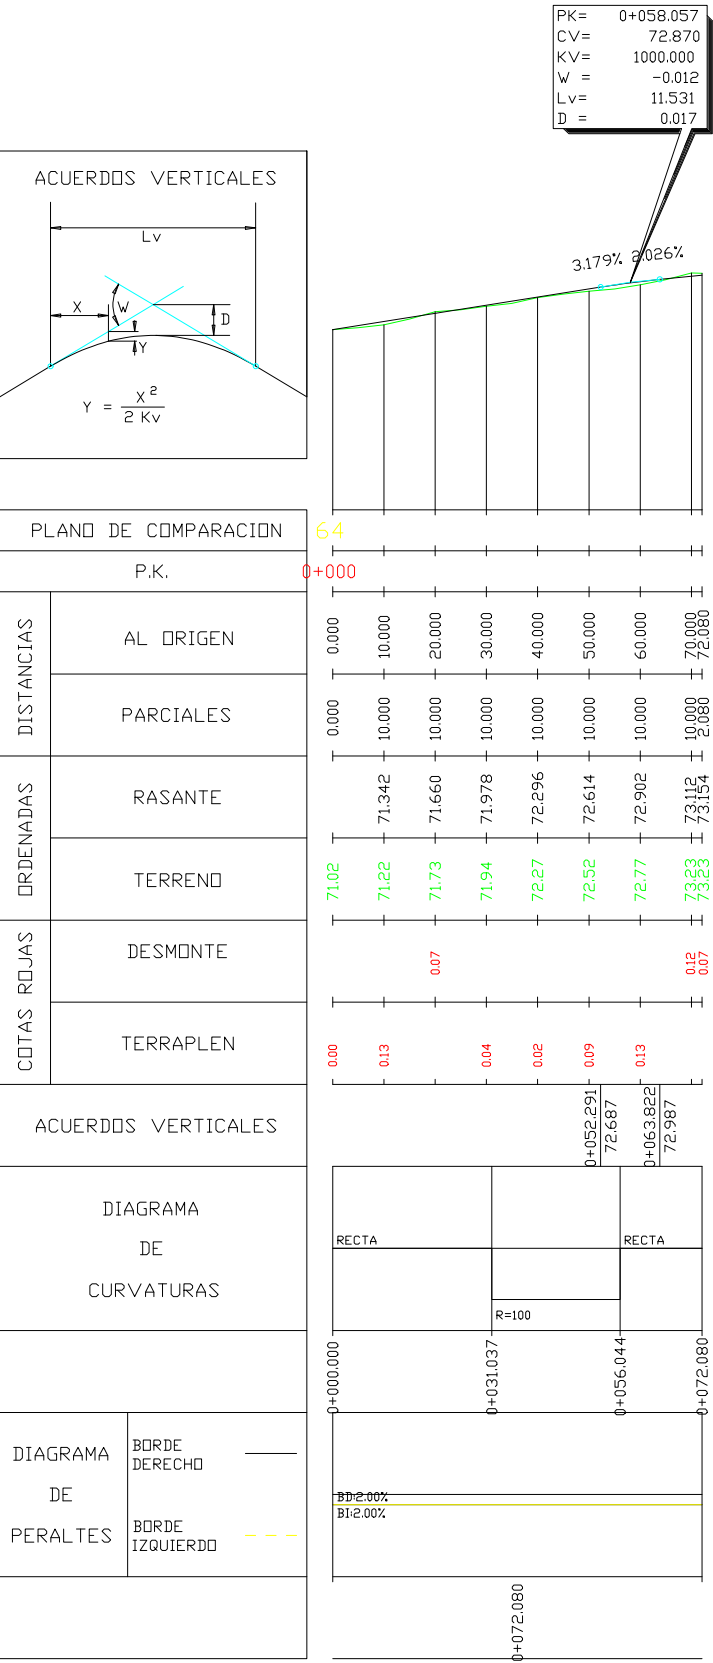 PK= 0+058.057
CV= 72.870
KV= 1000.000
W = -0.012
Lv= 11.531
D = 0.017
ACUERDOS VERTICALES
Lv
X
W
D
Y
Y = X 2
2 Kv
3.179% 2.026%
PLANO DE COMPARACION 64
P.K. 0+000
DISTANCIAS
AL ORIGEN 0.000 10.000 20.000 30.000 40.000 50.000 60.000 70.000 72.080
PARCIALES 0.000 10.000 10.000 10.000 10.000 10.000 10.000 10.000 2.080
ORDENADAS
RASANTE 71.342 71.660 71.978 72.296 72.614 72.902 73.112 73.154
TERRENO 71.02 71.22 71.73 71.94 72.27 72.52 72.77 73.23 73.23
COTAS ROJAS
DESMONTE 0.07 0.12 0.07
TERRAPLEN 0.00 0.13 0.04 0.02 0.09 0.13
ACUERDOS VERTICALES
0+052.291
72.687
0+063.822
72.987
DIAGRAMA
DE
CURVATURAS
RECTA
RECTA
R=100
0+000.000 0+031.037 0+056.044 0+072.080
DIAGRAMA
DE
PERALTES
BORDE
DERECHO
BORDE
IZQUIERDO
BD:2.00%
BI:2.00%
0+072.080